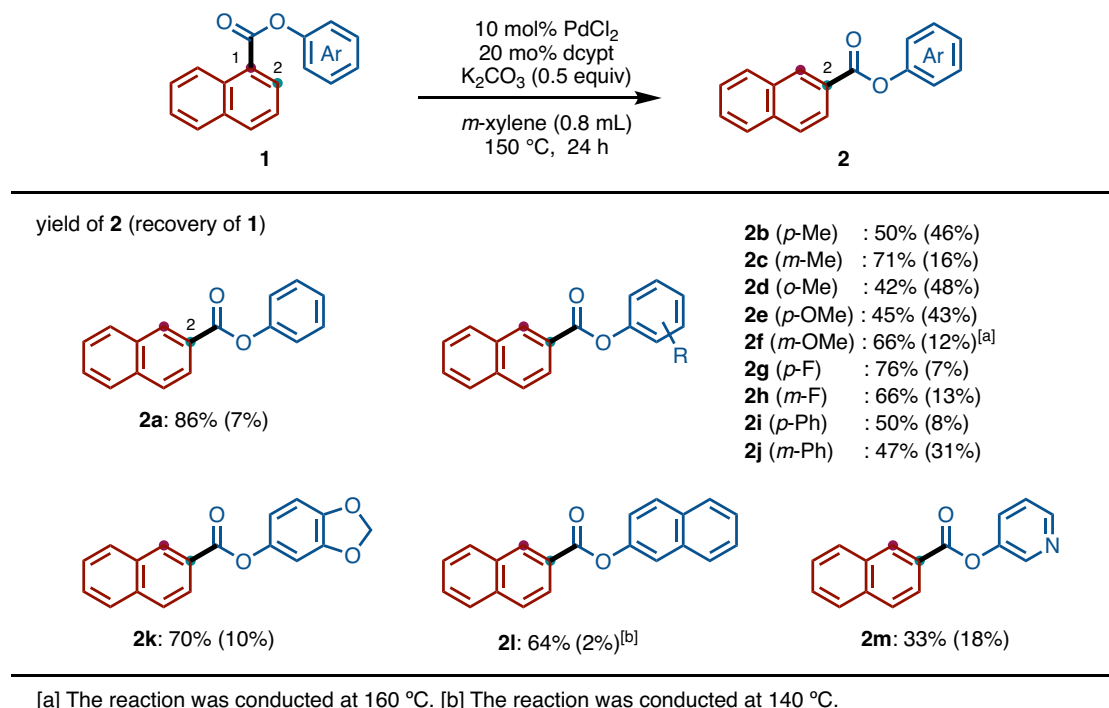 O
O
Ar
1
2
1
10 mol% PdCl2
20 mo% dcypt
K2CO3 (0.5 equiv)
m-xylene (0.8 mL)
150 °C, 24 h
O
Ar
2
O
2
yield of 2 (recovery of 1)
O
2
O
2a: 86% (7%)
O
O
R
2b (p-Me) : 50% (46%)
2c (m-Me) : 71% (16%)
2d (o-Me) : 42% (48%)
2e (p-OMe) : 45% (43%)
2f (m-OMe) : 66% (12%)[a]
2g (p-F) : 76% (7%)
2h (m-F) : 66% (13%)
2i (p-Ph) : 50% (8%)
2j (m-Ph) : 47% (31%)
O
O
O
O
2k: 70% (10%)
O
O
2l: 64% (2%)[b]
O
O
N
2m: 33% (18%)
[a] The reaction was conducted at 160 ºC. [b] The reaction was conducted at 140 ºC.